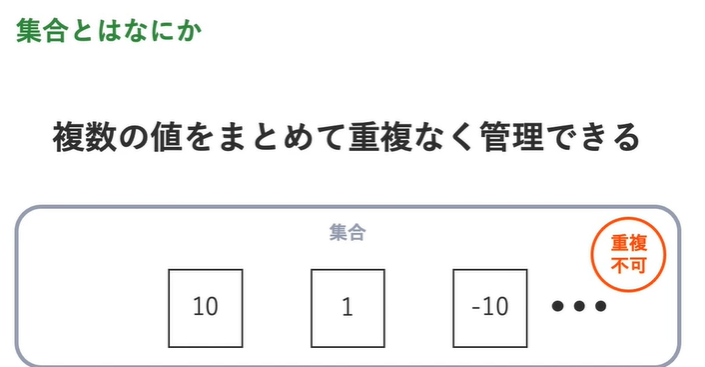 集合とはなにか
複数の値をまとめて重複なく管理できる
集合
重複
不可
10 1 -10 •••